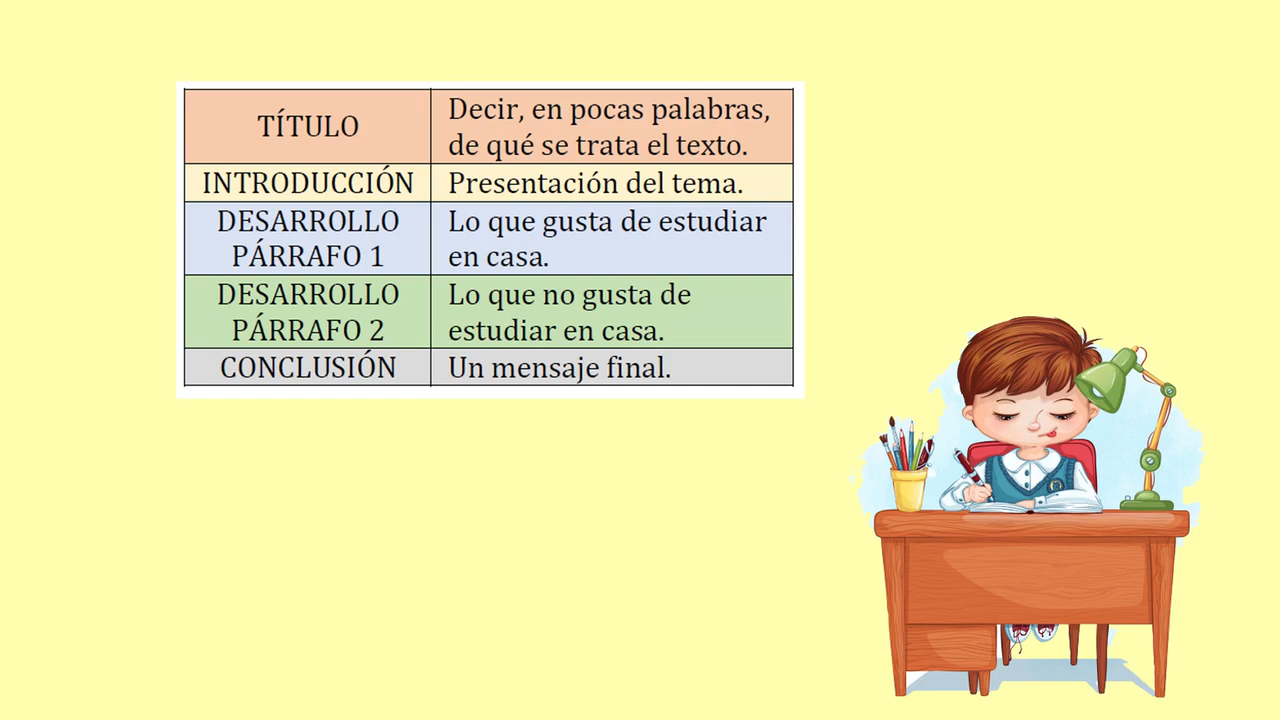 TÍTULO
Decir, en pocas palabras,
de qué se trata el texto.
INTRODUCCIÓN
Presentación del tema.
DESARROLLO
PÁRRAFO 1
Lo que gusta de estudiar
en casa.
DESARROLLO
PÁRRAFO 2
Lo que no gusta de
estudiar en casa.
CONCLUSIÓN
Un mensaje final.